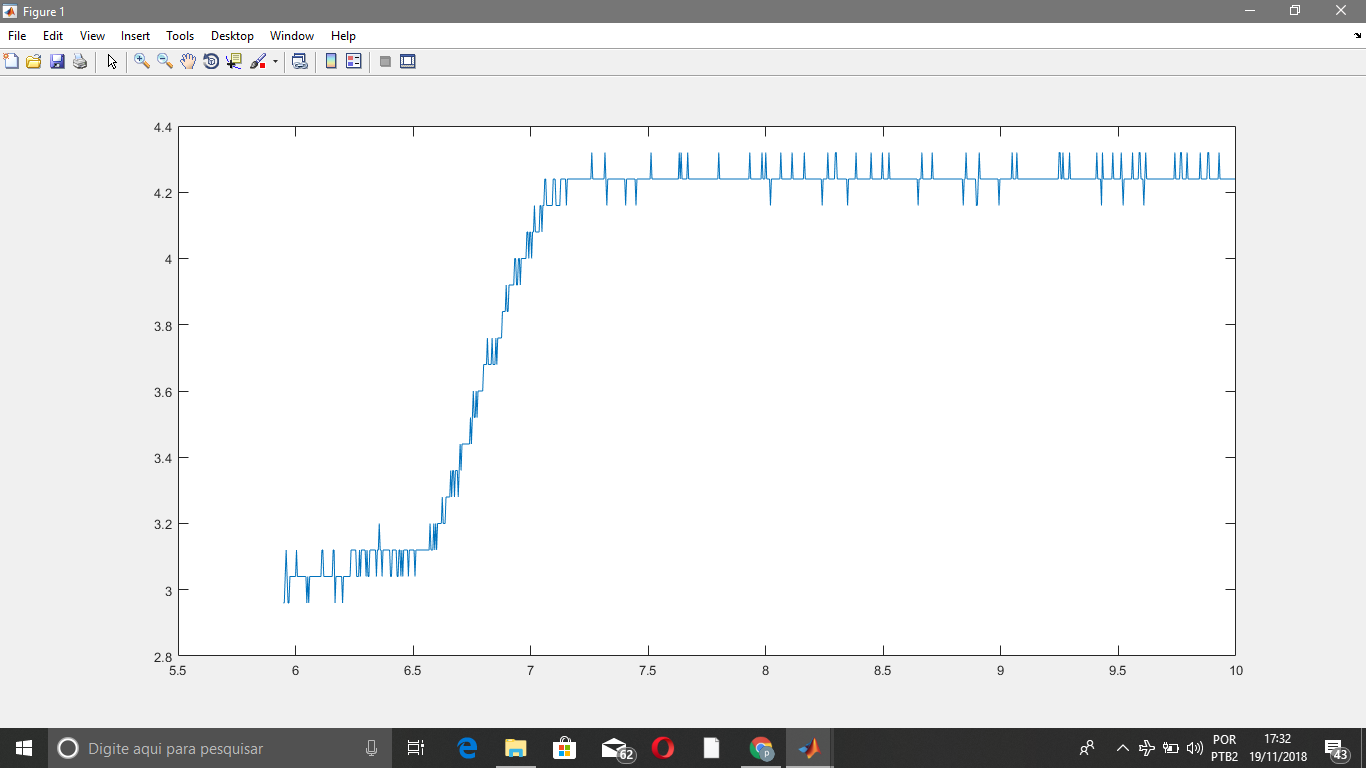 Figure 1
File Edit View Insert Tools Desktop Window Help
4.4
4.2
4
3.8
3.6
3.4
3.2
3
2.8
5.5 6 6.5 7 7.5 8 8.5 9 9.5 10
Digite aqui para pesquisar
62
P
POR
PTB2
17:32
19/11/2018
43